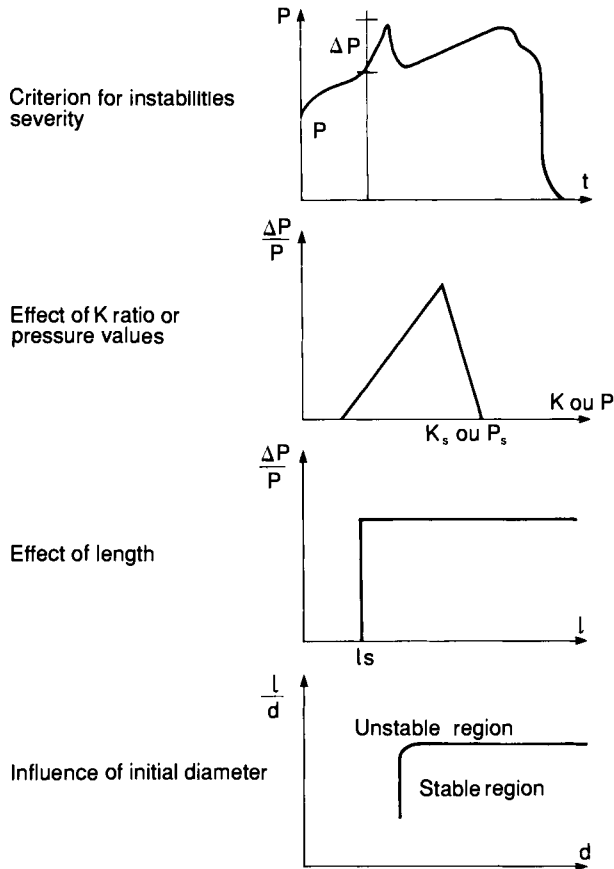 P
ΔP
Criterion for instabilities
severity
P
t
ΔP
P
Effect of K ratio or
pressure values
K ou P
Ks ou Ps
ΔP
P
Effect of length
l
ls
l
d
Unstable region
Influence of initial diameter
Stable region
d